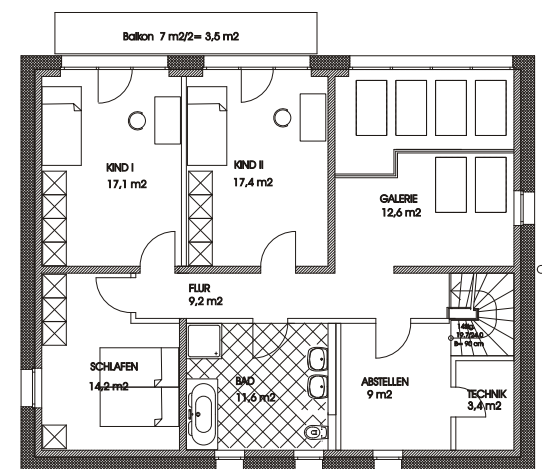 Balkon 7 m2/2= 3,5 m2
KIND I
17,1 m2
KIND II
17,4 m2
GALERIE
12,6 m2
FLUR
9,2 m2
SCHLAFEN
14,2 m2
BAD
11,6 m2
ABSTELLEN
9 m2
TECHNIK
3,4 m2
B= 90 cm